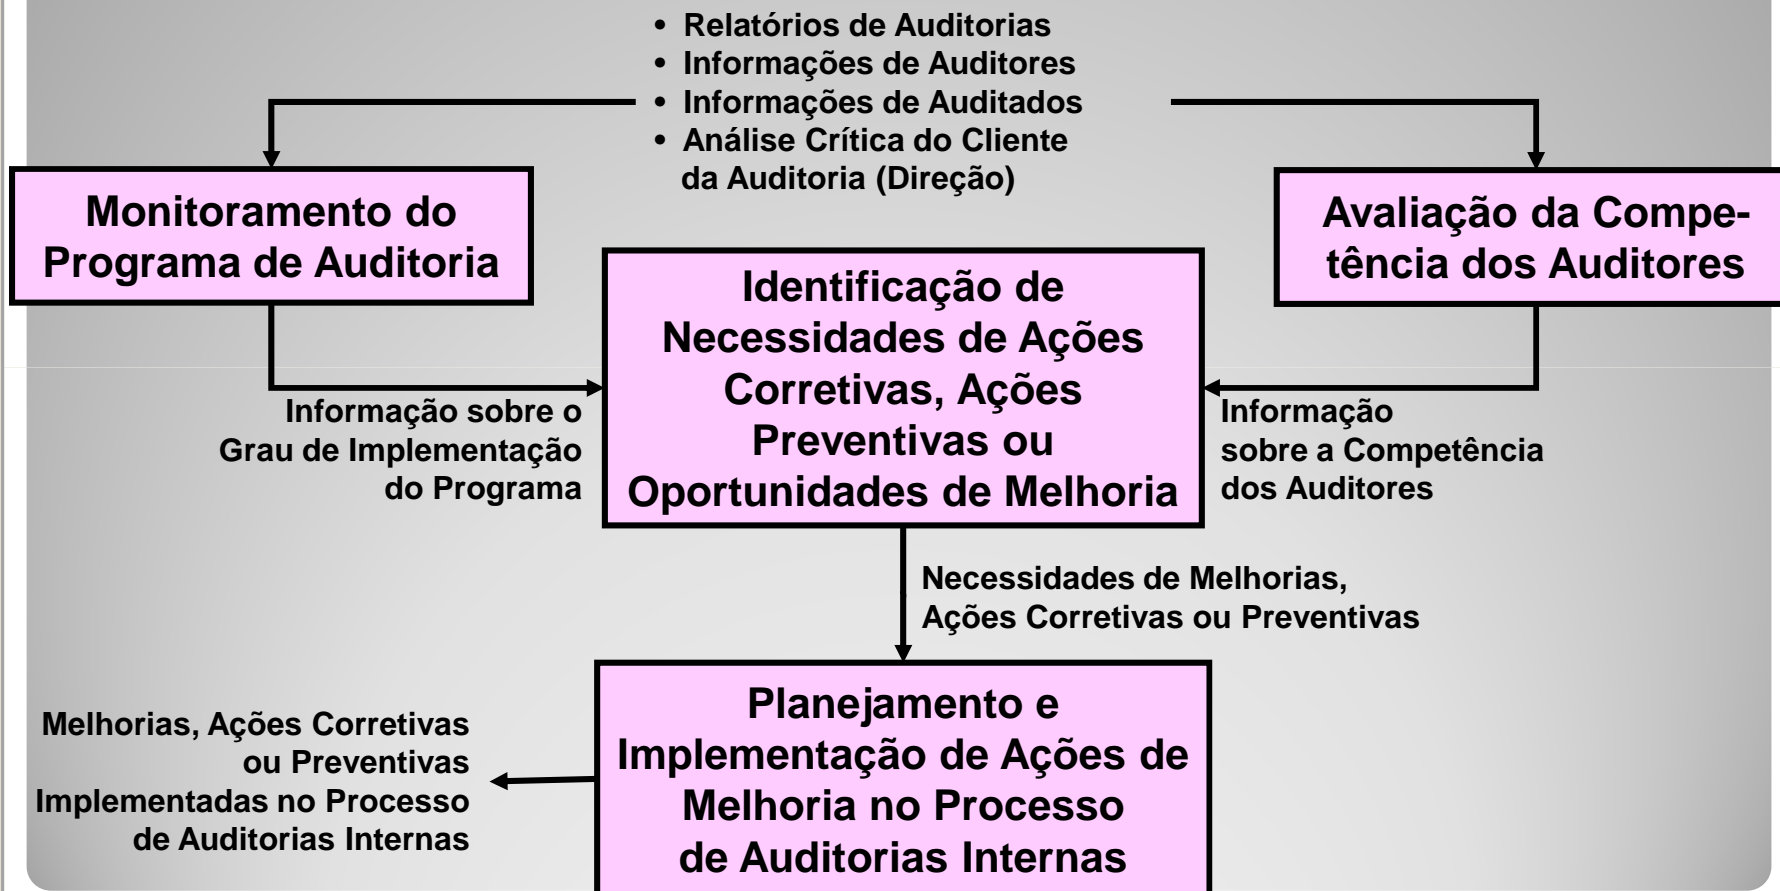 • Relatórios de Auditorias
• Informações de Auditores
• Informações de Auditados
• Análise Crítica do Cliente
da Auditoria (Direção)
Monitoramento do
Programa de Auditoria
Avaliação da Compe-
tência dos Auditores
Identificação de
Necessidades de Ações
Corretivas, Ações
Preventivas ou
Oportunidades de Melhoria
Informação sobre o
Grau de Implementação
do Programa
Informação
sobre a Competência
dos Auditores
Necessidades de Melhorias,
Ações Corretivas ou Preventivas
Planejamento e
Implementação de Ações de
Melhoria no Processo
de Auditorias Internas
Melhorias, Ações Corretivas
ou Preventivas
Implementadas no Processo
de Auditorias Internas